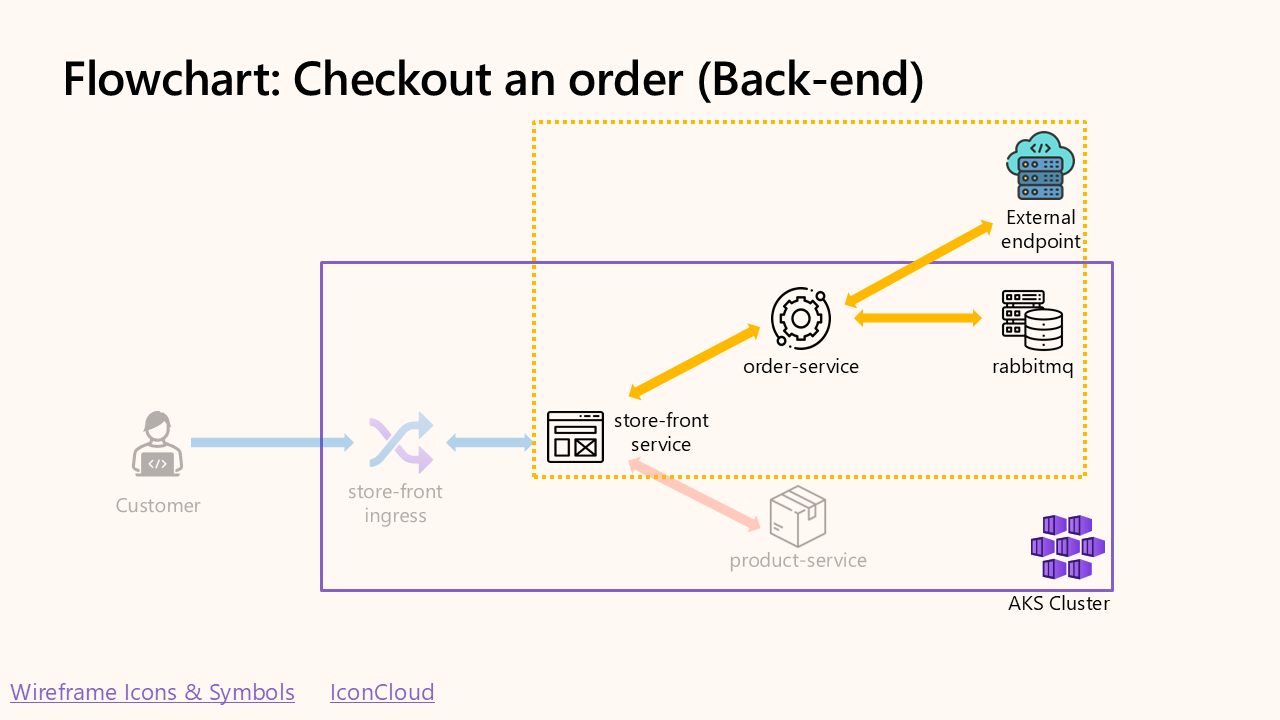 Flowchart: Checkout an order (Back-end)
External
endpoint
order-service
rabbitmq
store-front
service
Customer
store-front
ingress
product-service
AKS Cluster
Wireframe Icons & Symbols
IconCloud